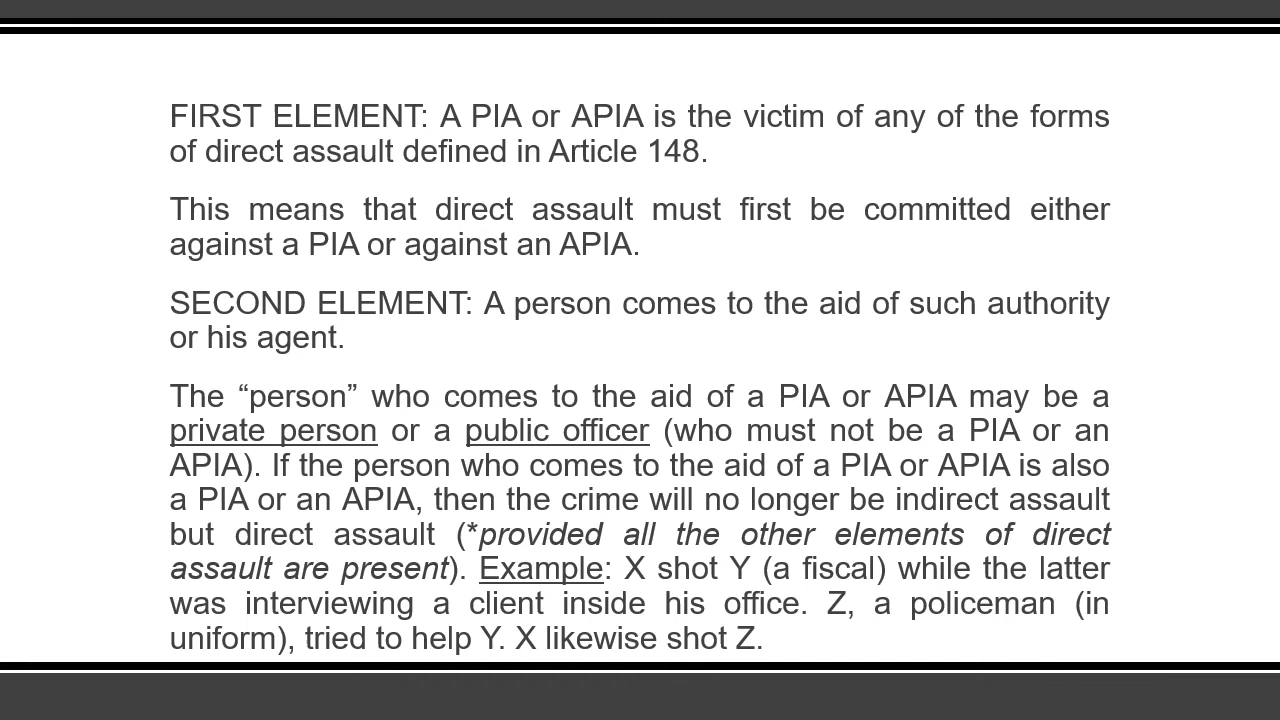 FIRST ELEMENT: A PIA or APIA is the victim of any of the forms
of direct assault defined in Article 148.
This means that direct assault must first be committed either
against a PIA or against an APIA.
SECOND ELEMENT: A person comes to the aid of such authority
or his agent.
The “person” who comes to the aid of a PIA or APIA may be a
private person or a public officer (who must not be a PIA or an
APIA). If the person who comes to the aid of a PIA or APIA is also
a PIA or an APIA, then the crime will no longer be indirect assault
but direct assault (*provided all the other elements of direct
assault are present). Example: X shot Y (a fiscal) while the latter
was interviewing a client inside his office. Z, a policeman (in
uniform), tried to help Y. X likewise shot Z.